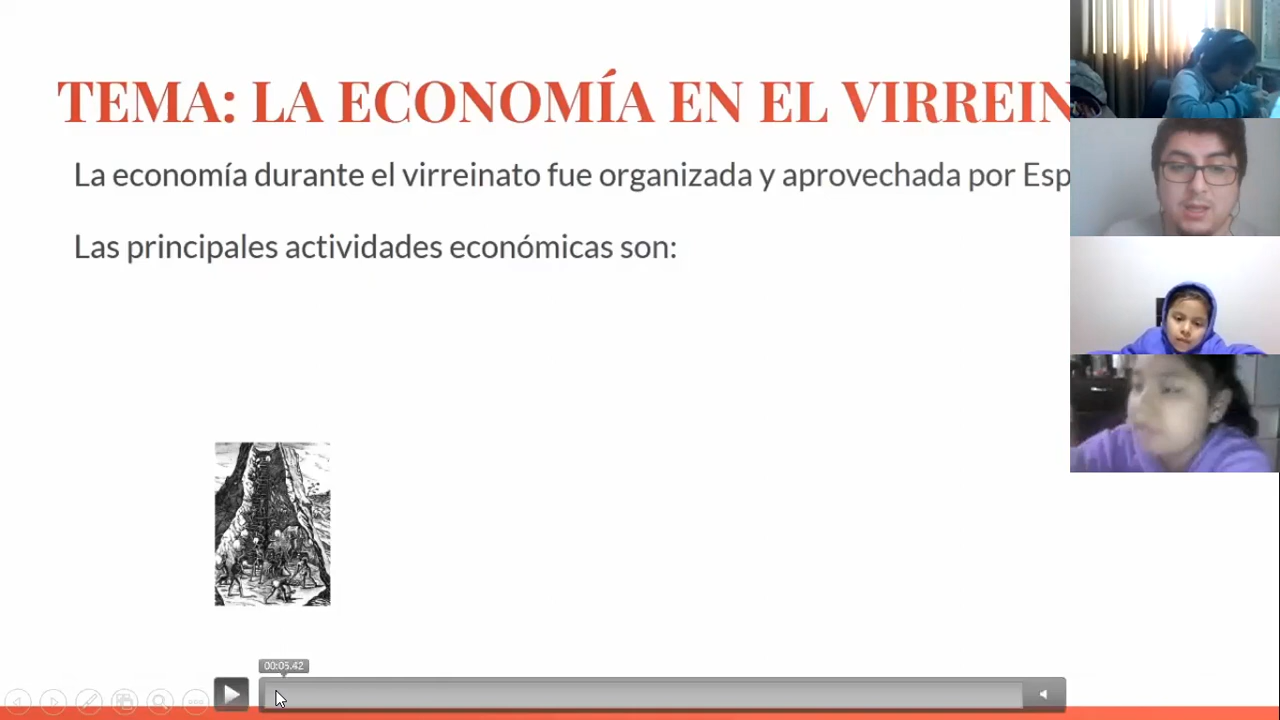 TEMA: LA ECONOMÍA EN EL VIRREIN
La economía durante el virreinato fue organizada y aprovechada por Esp
Las principales actividades económicas son:
00:05.42